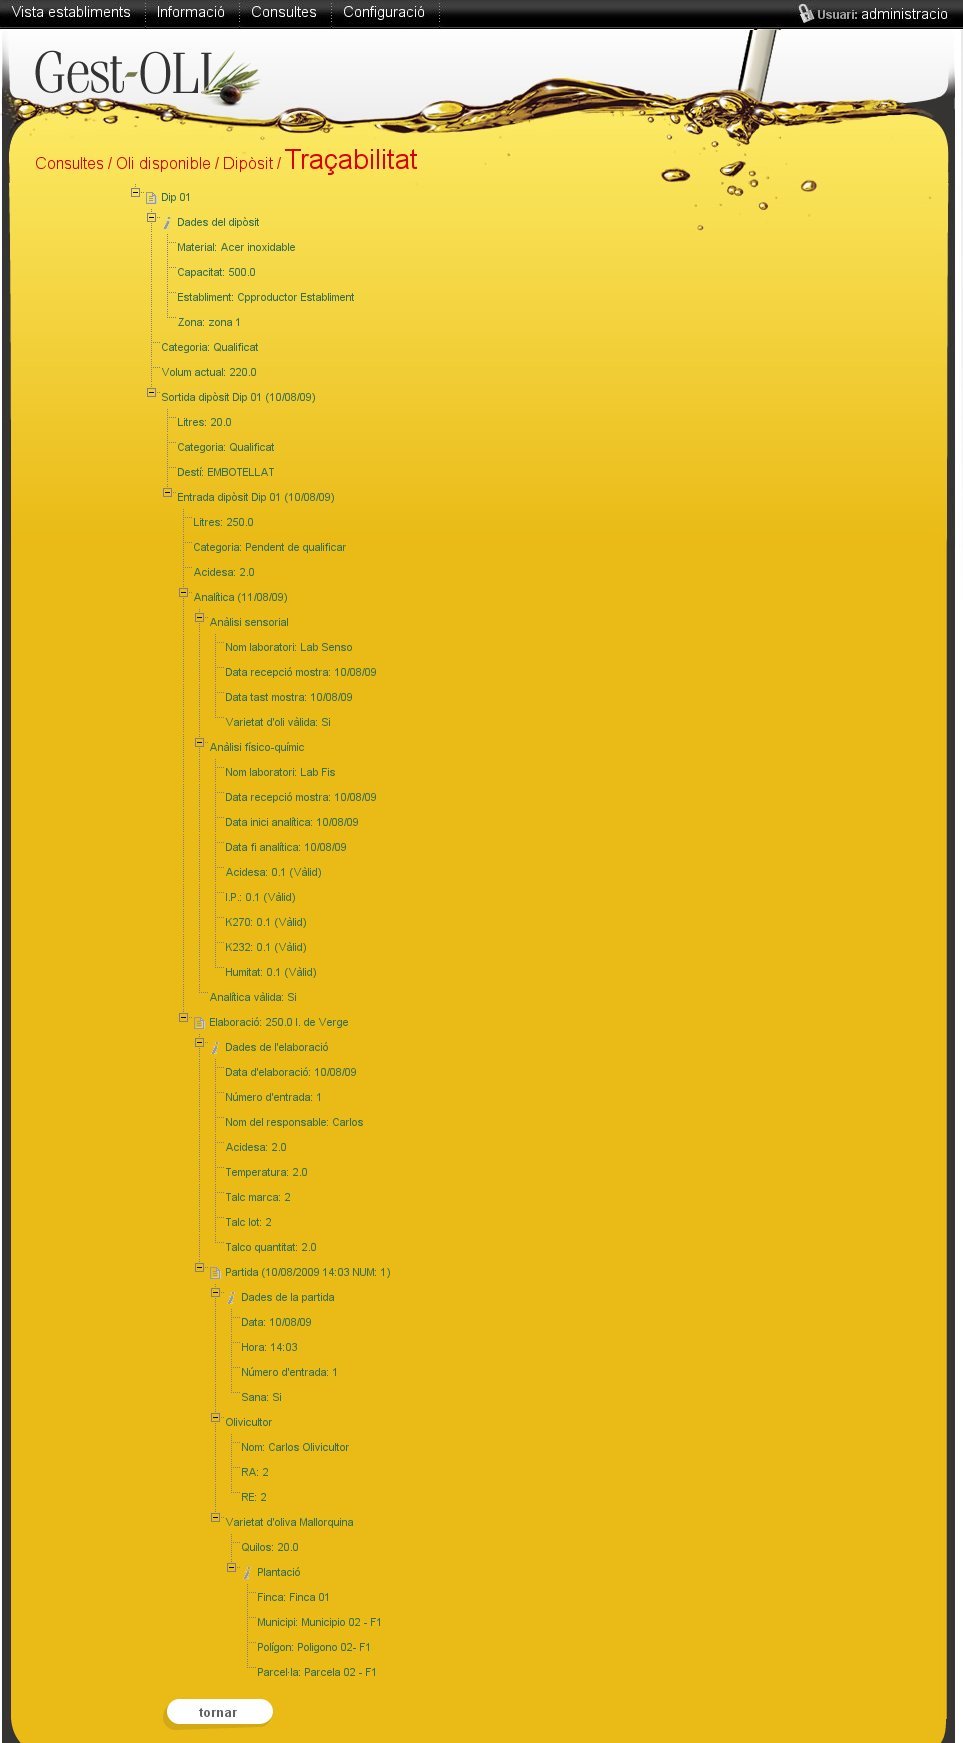 Vista establiments Informació Consultes Configuració Usuari: administracio
Gest-OLI
Consultes / Oli disponible / Dipòsit / Traçabilitat
Dip 01
Dades del dipòsit
Material: Acer inoxidable
Capacitat: 500.0
Establiment: Cpproductor Establiment
Zona: zona 1
Categoria: Qualificat
Volum actual: 220.0
Sortida dipòsit Dip 01 (10/08/09)
Litres: 20.0
Categoria: Qualificat
Destí: EMBOTELLAT
Entrada dipòsit Dip 01 (10/08/09)
Litres: 250.0
Categoria: Pendent de qualificar
Acidesa: 2.0
Analítica (11/08/09)
Anàlisi sensorial
Nom laboratori: Lab Senso
Data recepció mostra: 10/08/09
Data tast mostra: 10/08/09
Varietat d'oli vàlida: Si
Anàlisi físico-químic
Nom laboratori: Lab Fis
Data recepció mostra: 10/08/09
Data inici analítica: 10/08/09
Data fi analítica: 10/08/09
Acidesa: 0.1 (Vàlid)
I.P.: 0.1 (Vàlid)
K270: 0.1 (Vàlid)
K232: 0.1 (Vàlid)
Humitat: 0.1 (Vàlid)
Analítica vàlida: Si
Elaboració: 250.0 l. de Verge
Dades de l'elaboració
Data d'elaboració: 10/08/09
Número d'entrada: 1
Nom del responsable: Carlos
Acidesa: 2.0
Temperatura: 2.0
Talc marca: 2
Talc lot: 2
Talco quantitat: 2.0
Partida (10/08/2009 14:03 NUM: 1)
Dades de la partida
Data: 10/08/09
Hora: 14:03
Número d'entrada: 1
Sana: Si
Olivicultor
Nom: Carlos Olivicultor
RA: 2
RE: 2
Varietat d'oliva Mallorquina
Quilos: 20.0
Plantació
Finca: Finca 01
Municipi: Municipio 02 - F1
Polígon: Poligono 02- F1
Parcel·la: Parcela 02 - F1
tornar